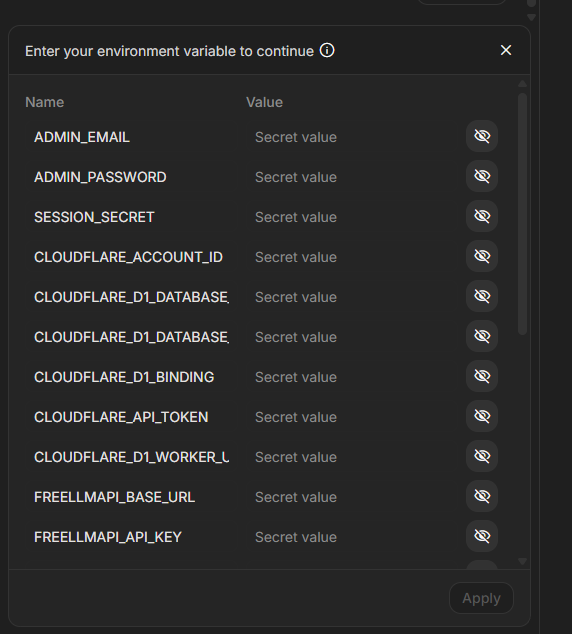 Enter your environment variable to continue
Name Value
ADMIN_EMAIL Secret value
ADMIN_PASSWORD Secret value
SESSION_SECRET Secret value
CLOUDFLARE_ACCOUNT_ID Secret value
CLOUDFLARE_D1_DATABASE_ Secret value
CLOUDFLARE_D1_DATABASE_ Secret value
CLOUDFLARE_D1_BINDING Secret value
CLOUDFLARE_API_TOKEN Secret value
CLOUDFLARE_D1_WORKER_U Secret value
FREELLMAPI_BASE_URL Secret value
FREELLMAPI_API_KEY Secret value
Apply